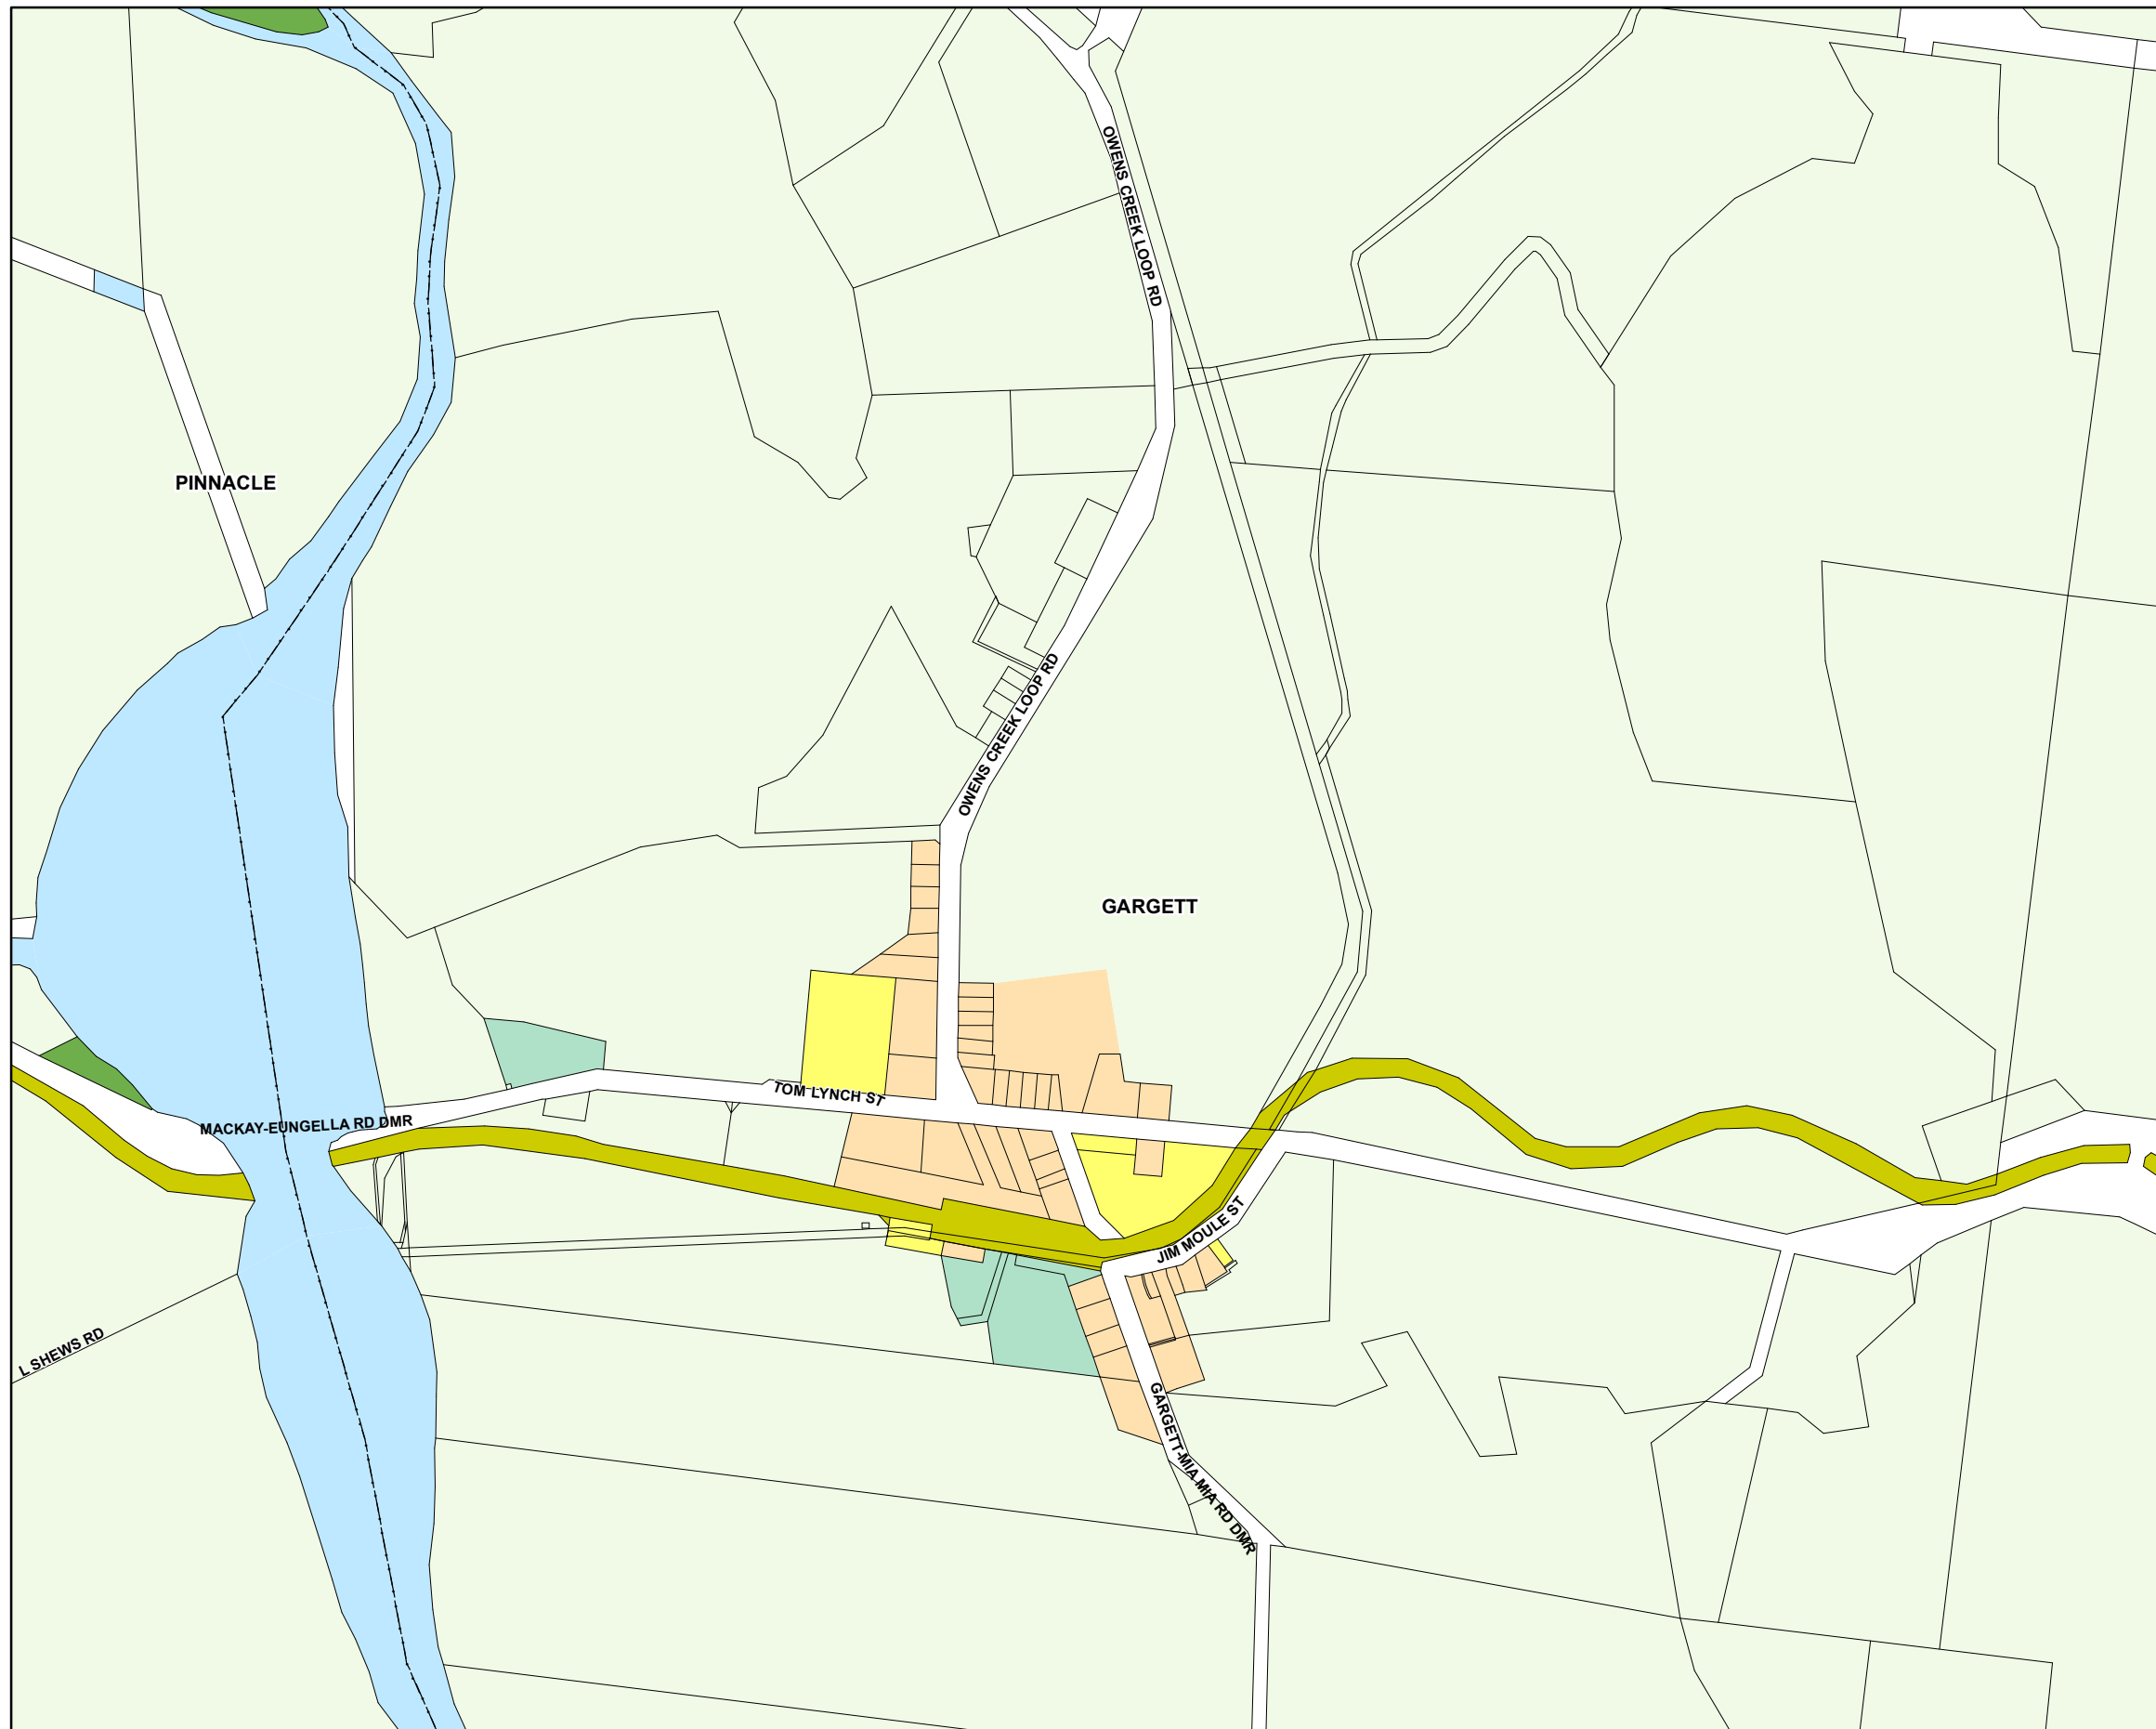 OWENS CREEK LOOP RD
PINNACLE
OWENS CREEK LOOP RD
GARGETT
TOM LYNCH ST
MACKAY-EUNGELLA RD DMR
JIM MOULE ST
L SHEWS RD
GARGETT-MIA MIA RD DMR